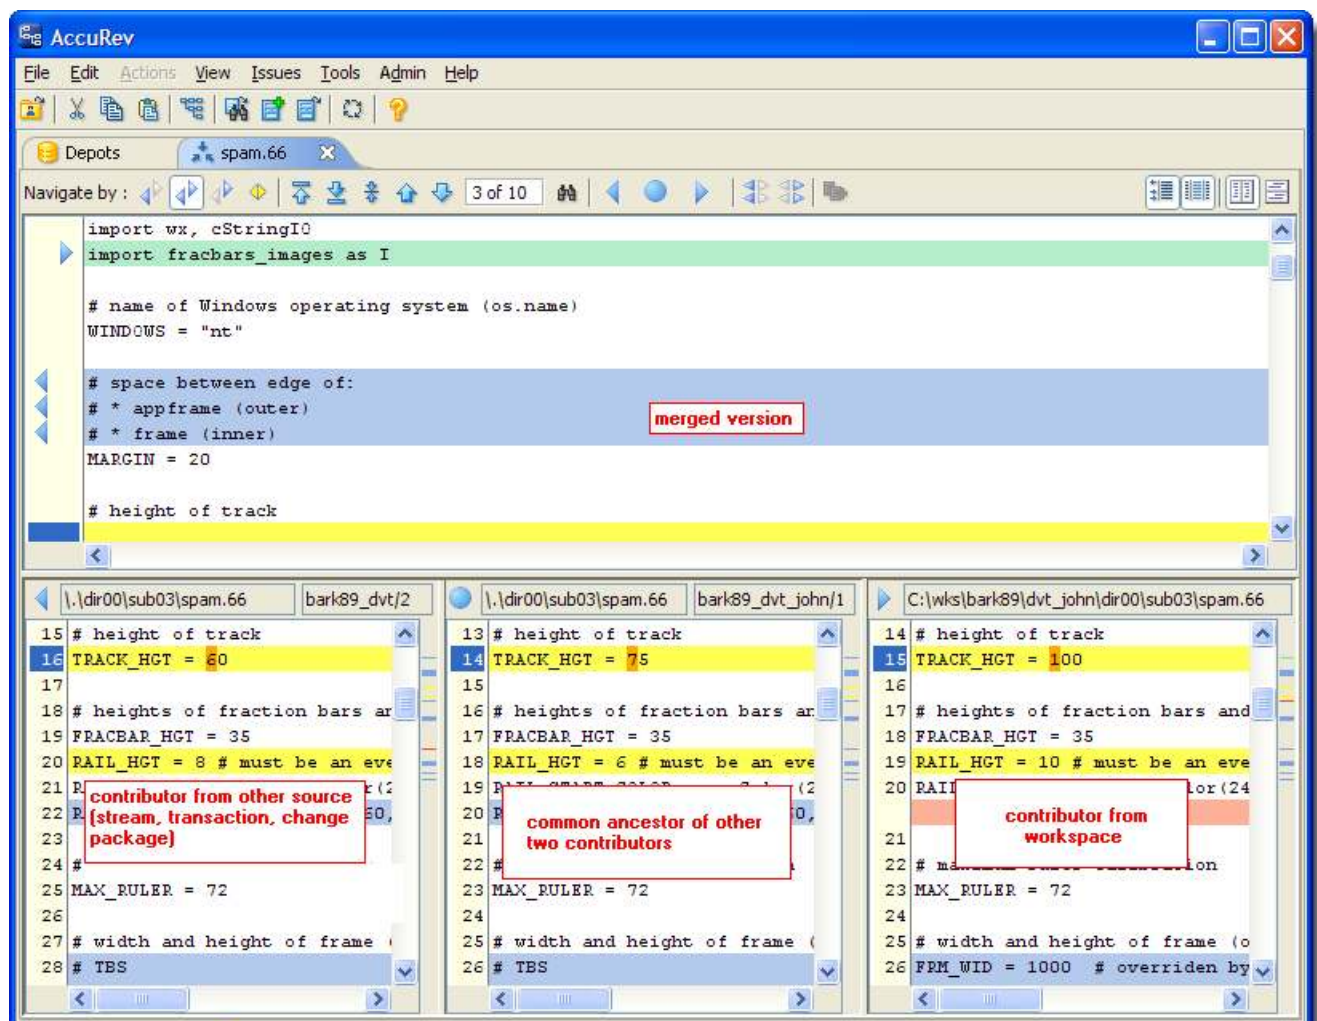 AccuRev
File Edit Actions View Issues Tools Admin Help
Depots spam.66
Navigate by : 3 of 10
import wx, cStringIO
import fracbars_images as I
# name of Windows operating system (os.name)
WINDOWS = "nt"
# space between edge of:
# * appframe (outer)
# * frame (inner)
merged version
MARGIN = 20
# height of track
\.\dir00\sub03\spam.66 bark89_dvt/2
15 # height of track
16 TRACK_HGT = 60
17
18 # heights of fraction bars ar
19 FRACBAR_HGT = 35
20 RAIL_HGT = 8 # must be an eve
21 R (2
22 R 60,
contributor from other source
(stream, transaction, change
package)
23
24 #
25 MAX_RULER = 72
26
27 # width and height of frame (
28 # TBS
\.\dir00\sub03\spam.66 bark89_dvt_john/1
13 # height of track
14 TRACK_HGT = 75
15
16 # heights of fraction bars an
17 FRACBAR_HGT = 35
18 RAIL_HGT = 6 # must be an eve
19 (2
20 0,
common ancestor of other
two contributors
21
22 #
23 MAX_RULER = 72
24
25 # width and height of frame (
26 # TBS
C:\wks\bark89\dvt_john\dir00\sub03\spam.66
14 # height of track
15 TRACK_HGT = 100
16
17 # heights of fraction bars and
18 FRACBAR_HGT = 35
19 RAIL_HGT = 10 # must be an eve
20 RAI lor(24
contributor from
workspace
21
22 # ion
23 MAX_RULER = 72
24
25 # width and height of frame (o
26 FRM_WID = 1000 # overriden by